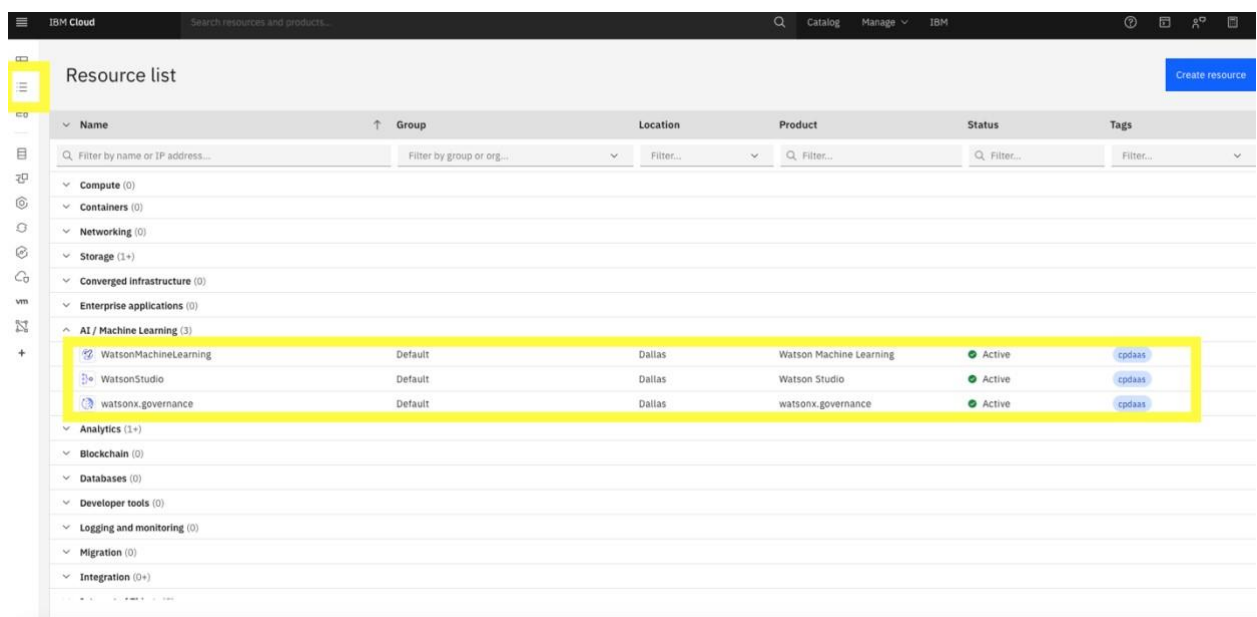 IBM Cloud Search resources and products... Catalog Manage IBM
Resource list
Create resource
Name Group Location Product Status Tags
Filter by name or IP address... Filter by group or org... Filter... Filter... Filter... Filter...
Compute (0)
Containers (0)
Networking (0)
Storage (1+)
Converged infrastructure (0)
Enterprise applications (0)
AI / Machine Learning (3)
WatsonMachineLearning Default Dallas Watson Machine Learning Active cpdaas
WatsonStudio Default Dallas Watson Studio Active cpdaas
watsonx.governance Default Dallas watsonx.governance Active cpdaas
Analytics (1+)
Blockchain (0)
Databases (0)
Developer tools (0)
Logging and monitoring (0)
Migration (0)
vm
Integration (0+)